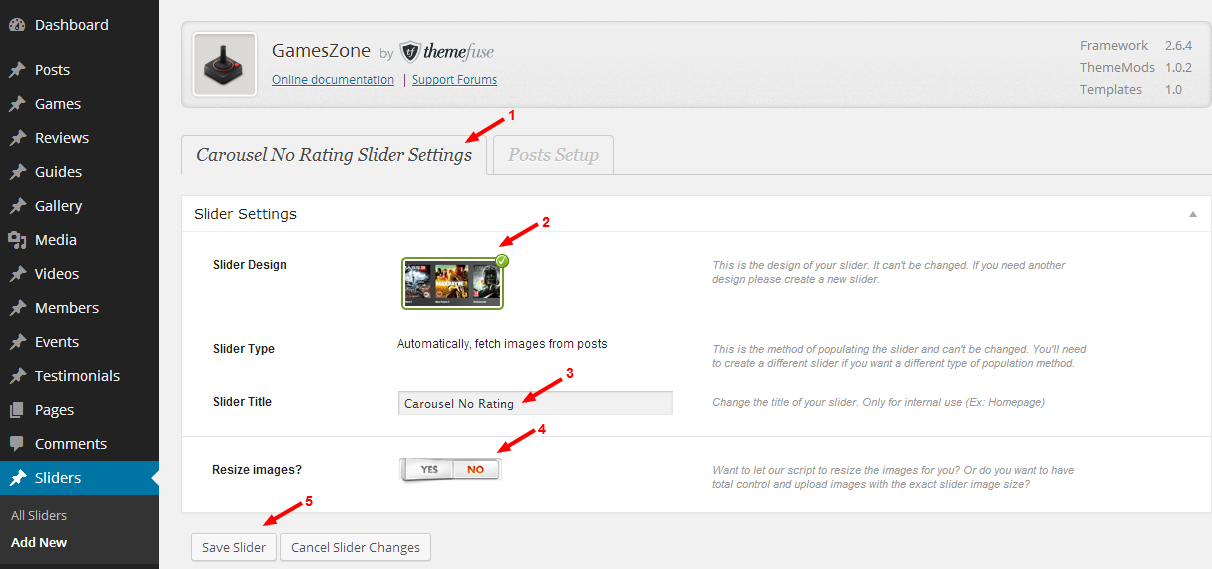 Dashboard
Posts
Games
Reviews
Guides
Gallery
Media
Videos
Members
Events
Testimonials
Pages
Comments
Sliders
All Sliders
Add New
GamesZone by tf themefuse
Online documentation | Support Forums
Framework 2.6.4
ThemeMods 1.0.2
Templates 1.0
1
Carousel No Rating Slider Settings
Posts Setup
Slider Settings
2
Slider Design
This is the design of your slider. It can't be changed. If you need another
design please create a new slider.
Slider Type
Automatically, fetch images from posts
This is the method of populating the slider and can't be changed. You'll need
to create a different slider if you want a different type of population method.
3
Slider Title
Carousel No Rating
Change the title of your slider. Only for internal use (Ex: Homepage)
4
Resize images?
YES NO
Want to let our script to resize the images for you? Or do you want to have
total control and upload images with the exact slider image size?
5
Save Slider
Cancel Slider Changes